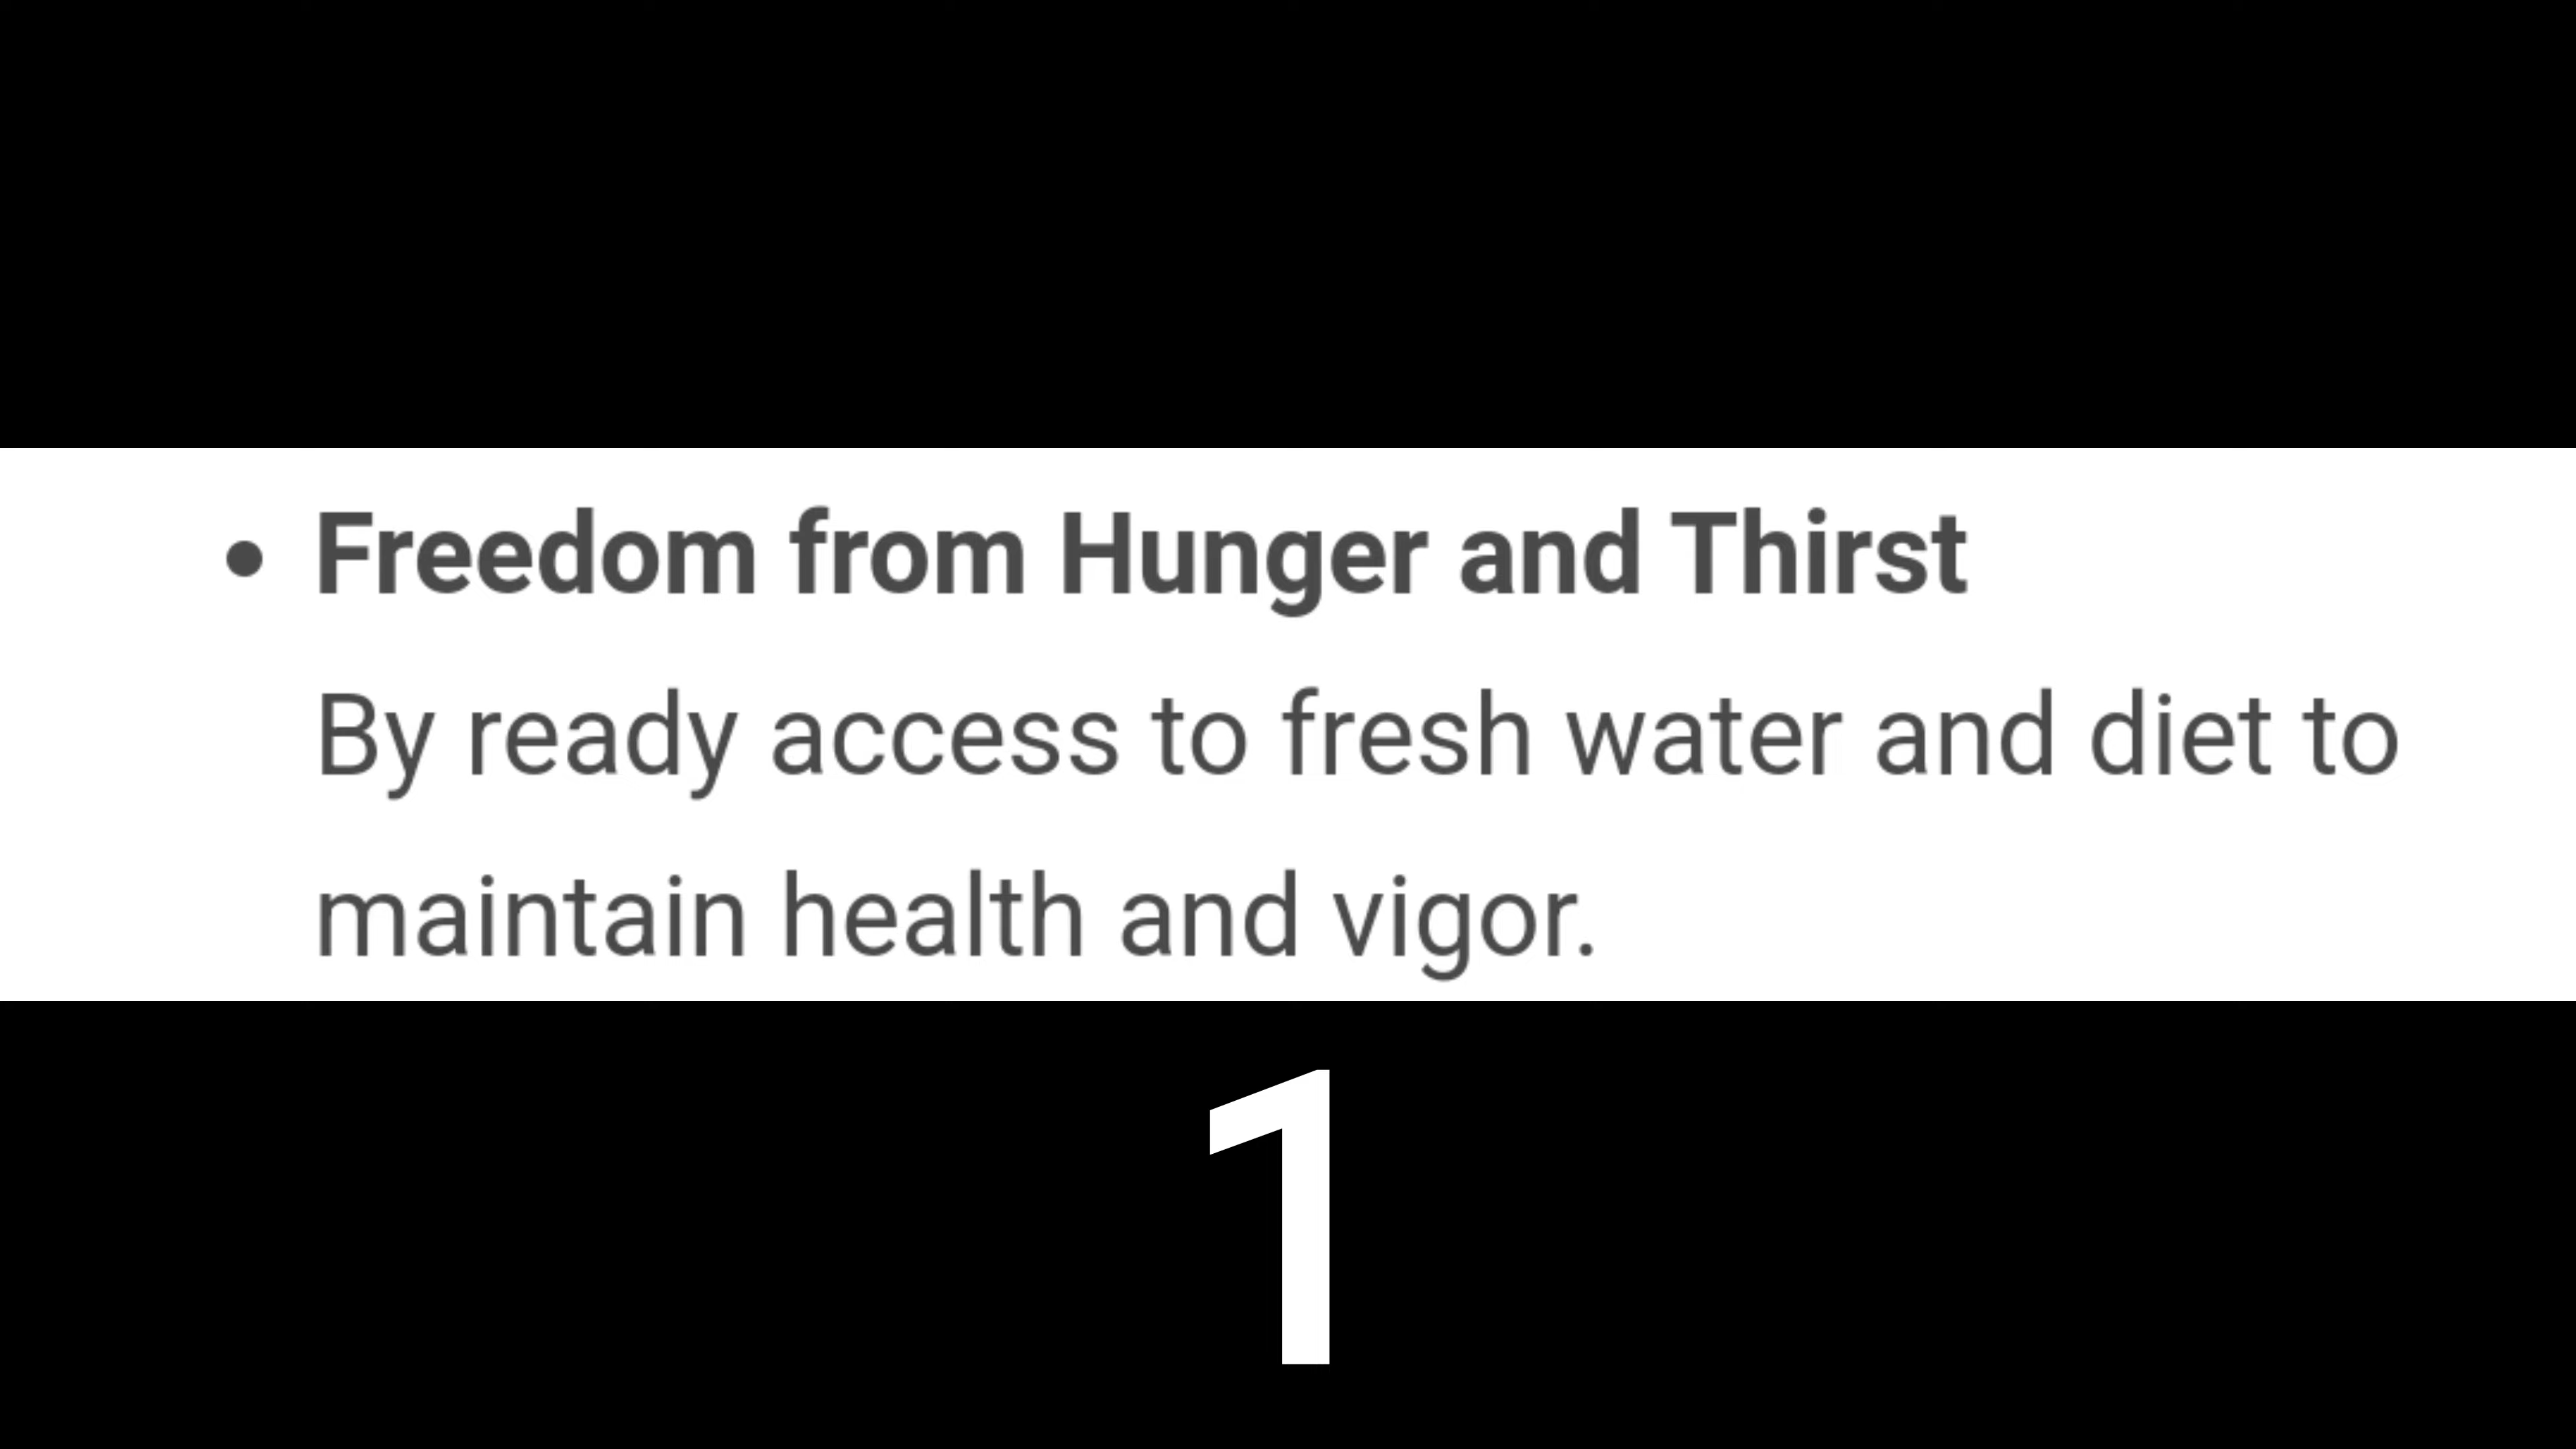 • Freedom from Hunger and Thirst
By ready access to fresh water and diet to
maintain health and vigor.
1